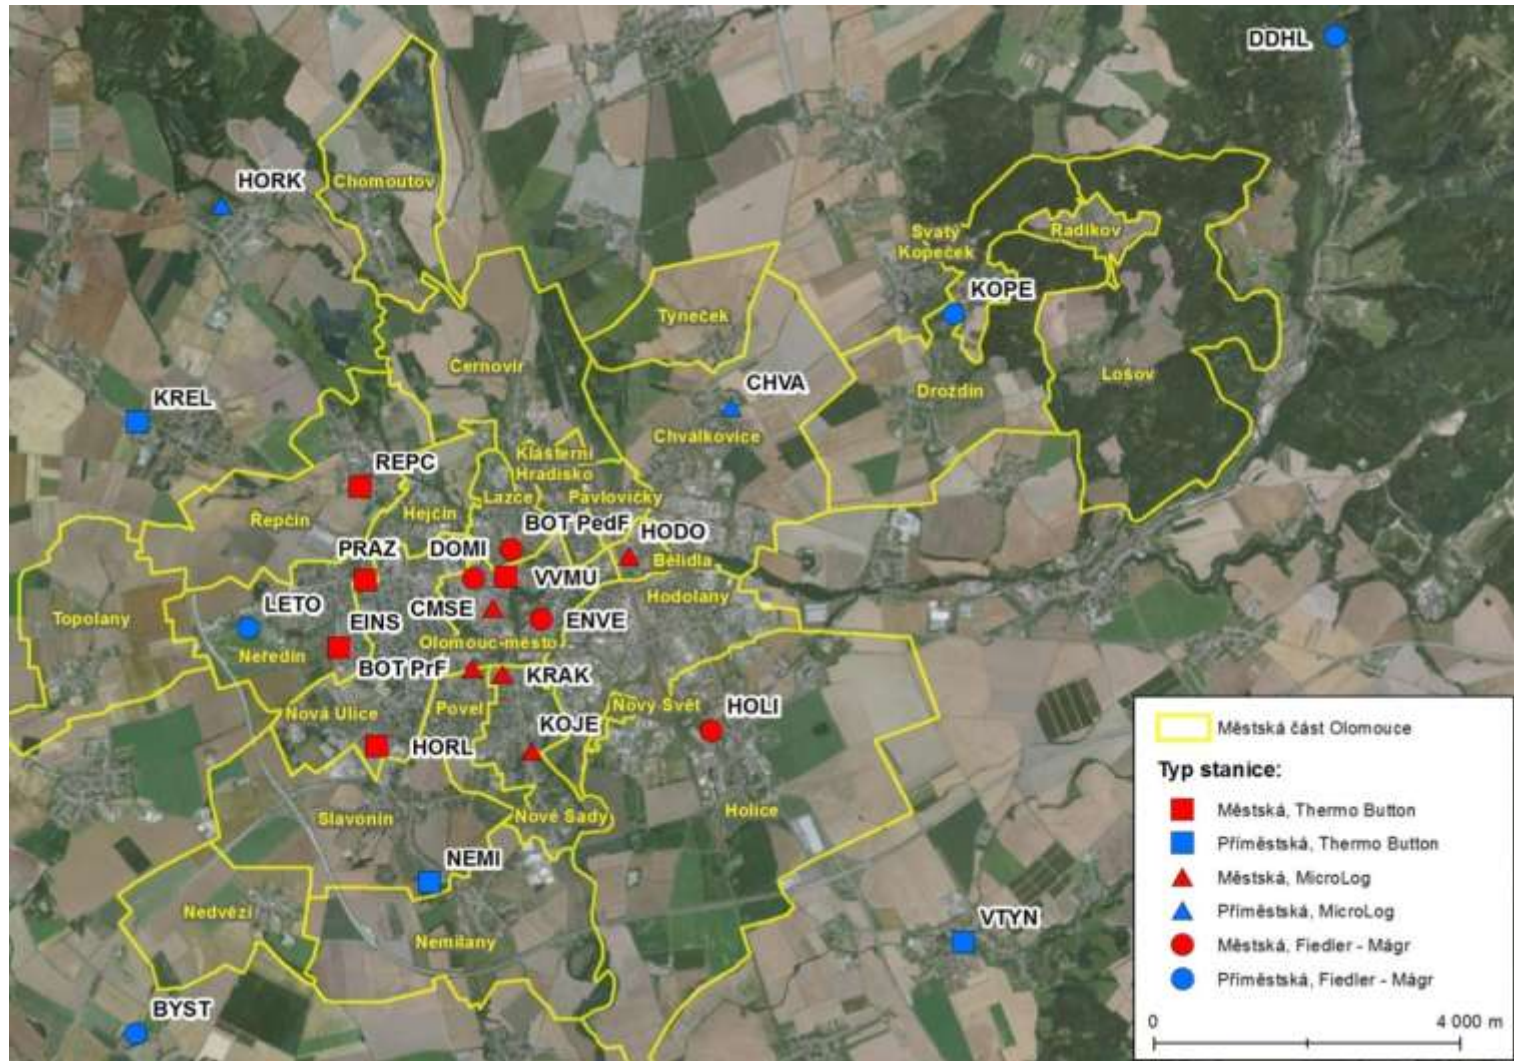 DDHL
HORK
Chomoutov
Svatý
Kopeček
Radíkov
KOPE
Týneček
Černovír
Droždín
Lošov
CHVA
KREL
Chválkovice
Klášterní
Hradisko
REPC
Lazce
Pavlovičky
Řepčín
Hejčín
BOT PedF
HODO
PRAZ
DOMI
Bělidla
VVMU
Hodolany
LETO
CMSE
ENVE
Topolany
EINS
Olomouc-město
Neředín
BOT PrF
KRAK
Nová Ulice
Povel
Nový Svět
HOLI
KOJE
HORL
Slavonín
Nové Sady
Holice
NEMI
Nedvězí
Nemilany
VTYN
BYST
Městská část Olomouce
Typ stanice:
Městská, Thermo Button
Příměstská, Thermo Button
Městská, MicroLog
Příměstská, MicroLog
Městská, Fiedler - Mágr
Příměstská, Fiedler - Mágr
0
4 000 m